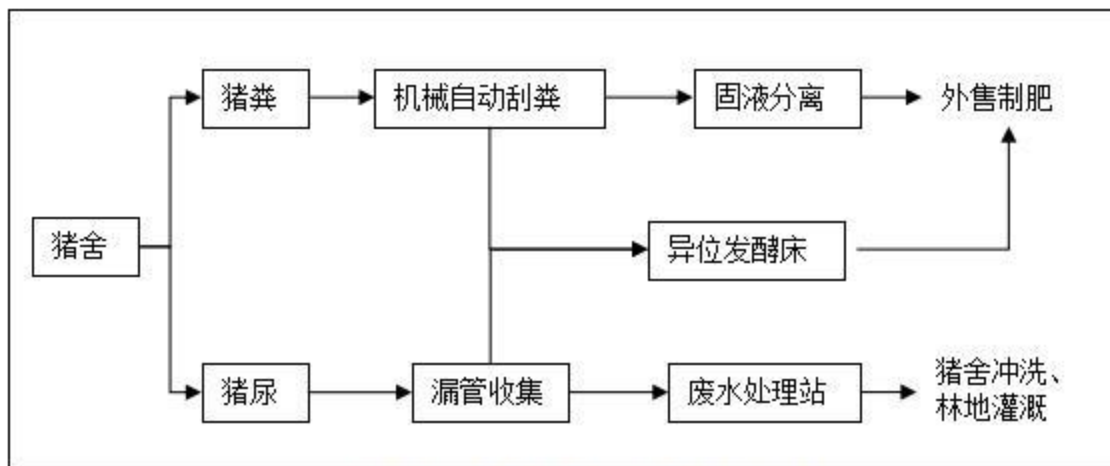 猪粪
机械自动刮粪
固液分离
外售制肥
猪舍
异位发酵床
猪尿
漏管收集
废水处理站
猪舍冲洗、
林地灌溉